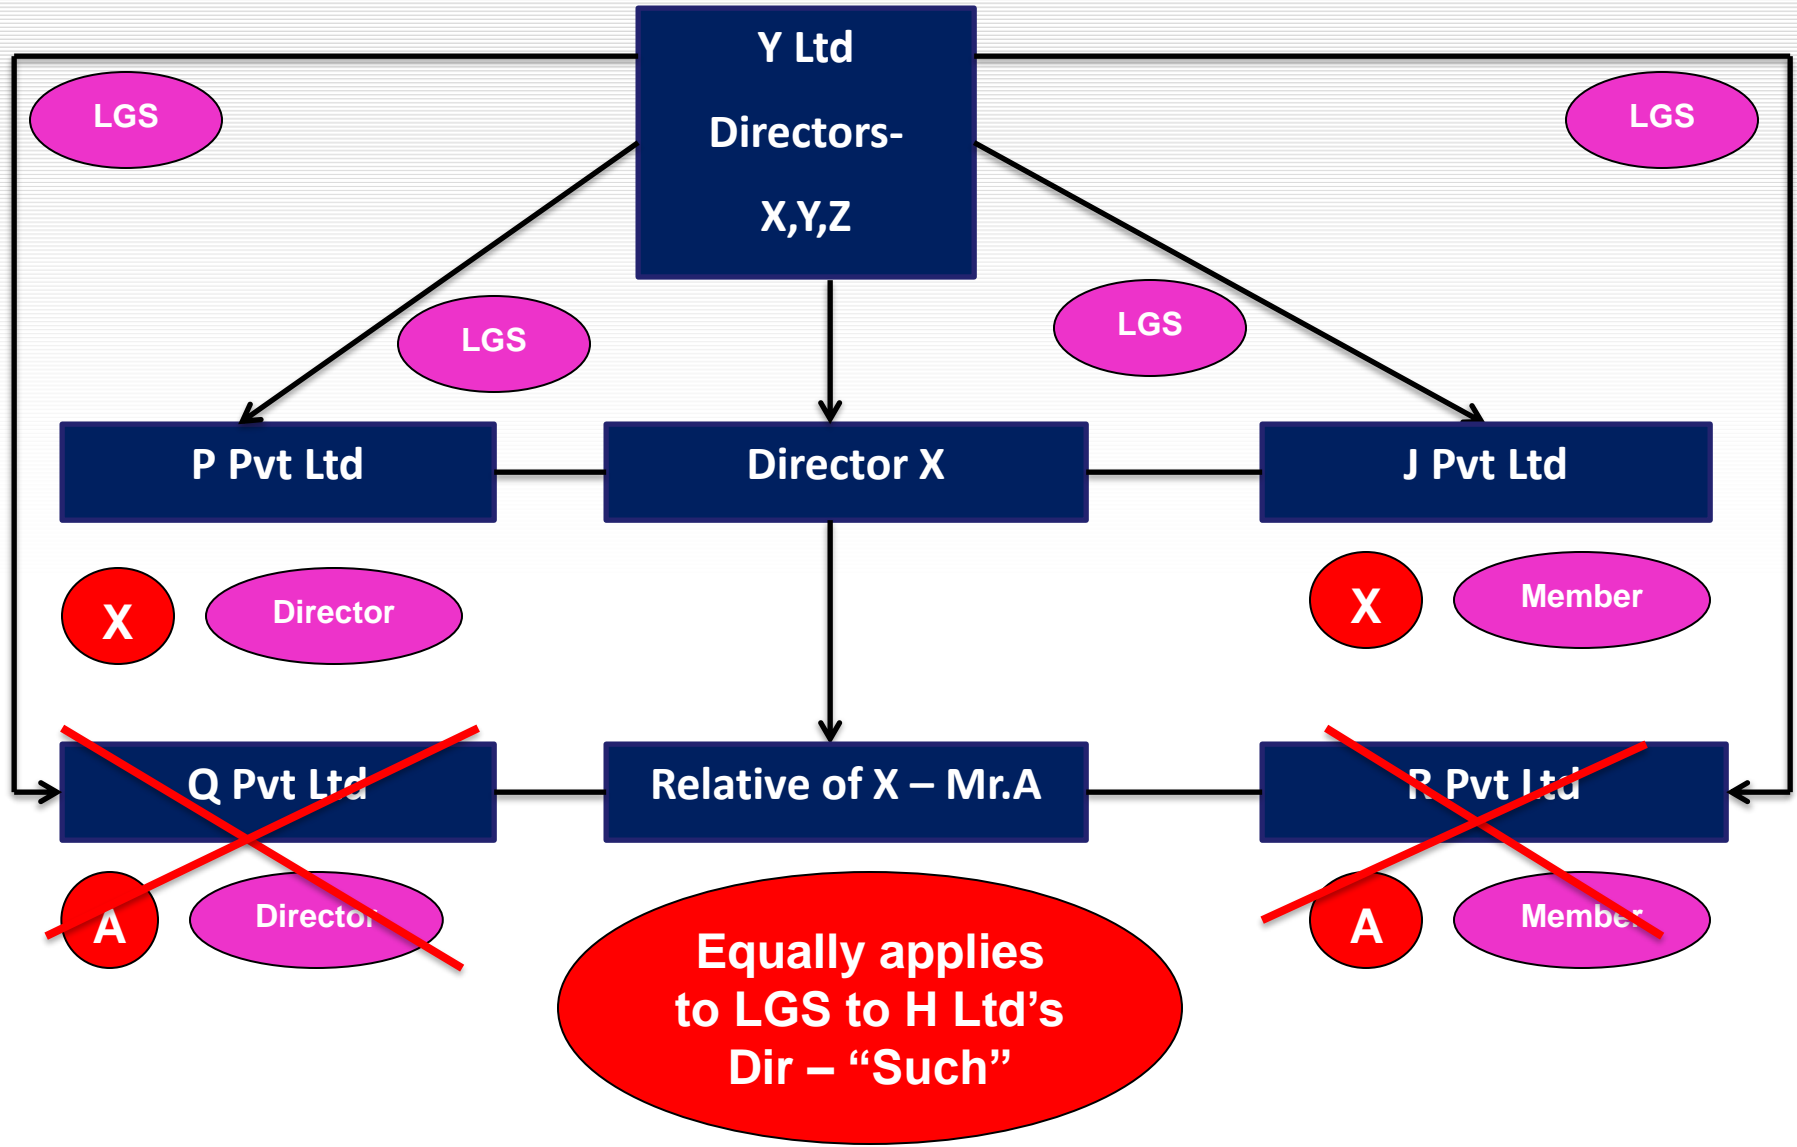 Y Ltd
Directors-
X,Y,Z
LGS
LGS
LGS
LGS
P Pvt Ltd
Director X
J Pvt Ltd
X
Director
X
Member
Q Pvt Ltd
Relative of X – Mr.A
R Pvt Ltd
A
Director
A
Member
Equally applies
to LGS to H Ltd’s
Dir – “Such”